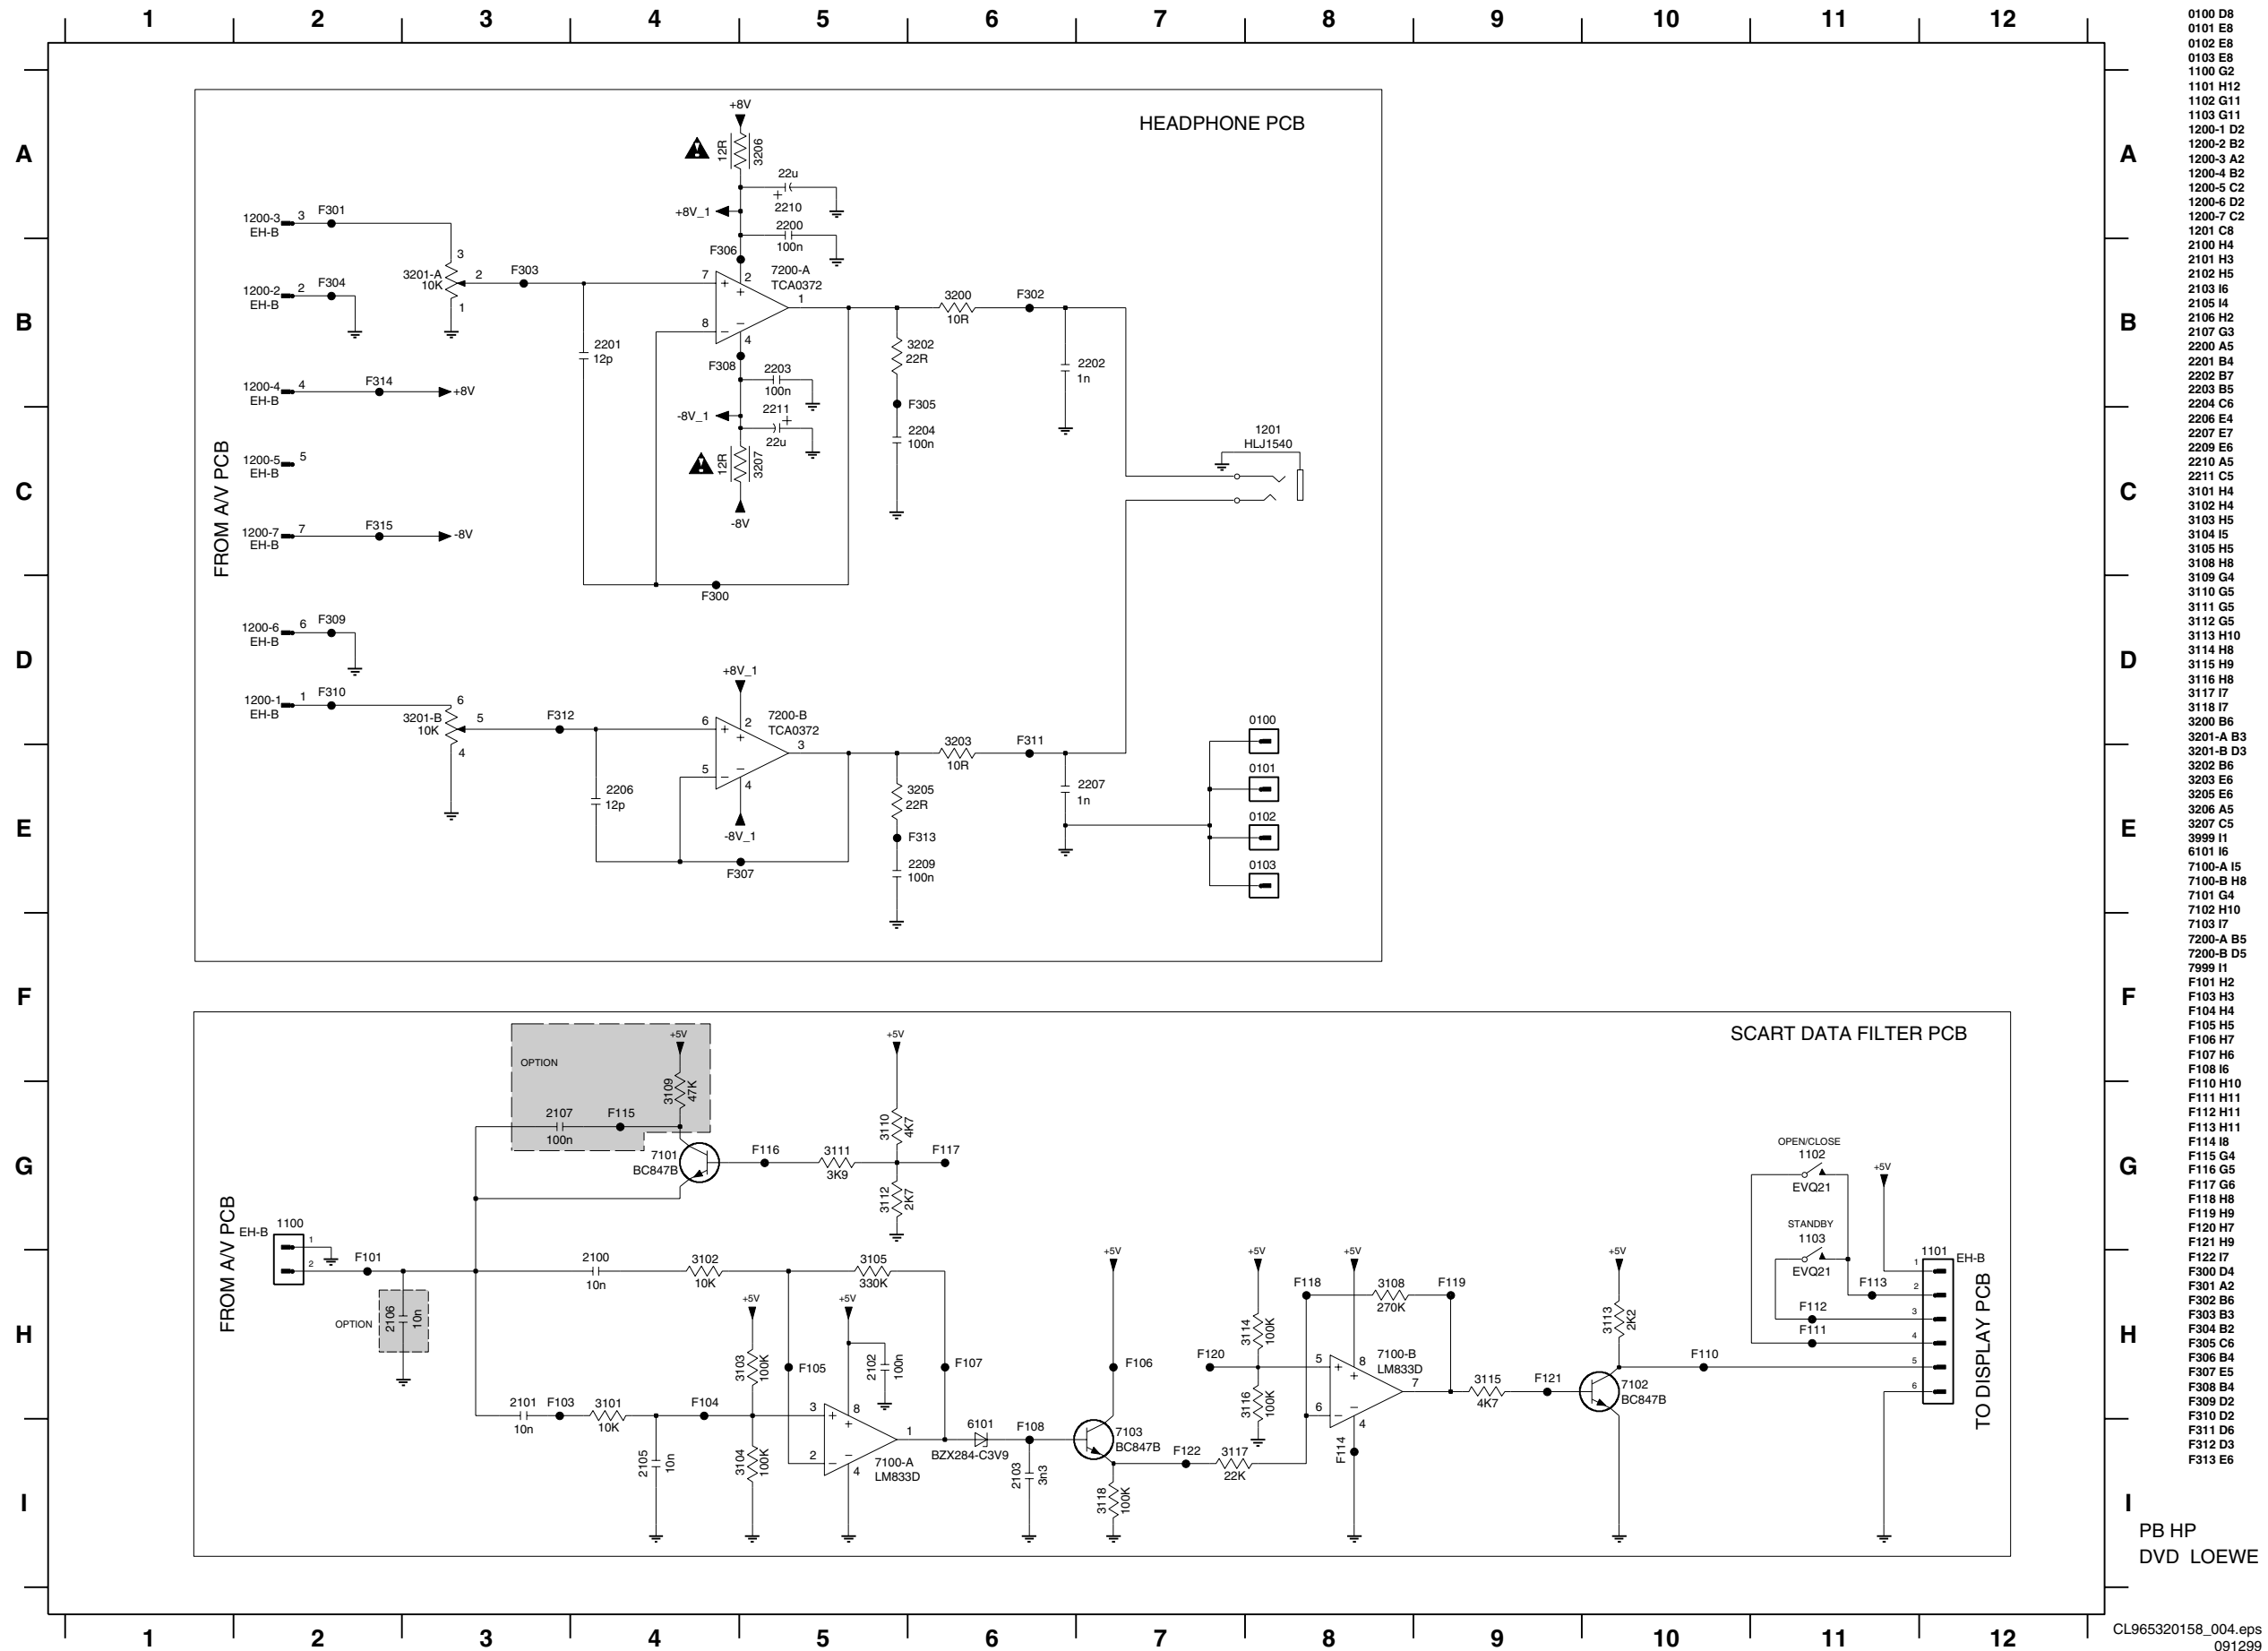 1 2 3 4 5 6 7 8 9 10 11 12
A
B
C
D
E
F
G
H
I
HEADPHONE PCB
FROM A/V PCB
+8V
12R
3206
22u
+
2210
+8V_1
2200
100n
F306
1200-3
EH-B
3
F301
1200-2
EH-B
2
F304
3201-A
10K
3
2
1
F303
7
8
2
4
1
7200-A
TCA0372
3200
10R
F302
2201
12p
F308
2203
100n
3202
22R
2202
1n
1200-4
EH-B
4
F314
+8V
F305
-8V_1
2211
+
22u
2204
100n
1201
HLJ1540
1200-5
EH-B
5
12R
3207
-8V
1200-7
EH-B
7
F315
-8V
F300
1200-6
EH-B
6
F309
1200-1
EH-B
1
F310
3201-B
10K
6
5
4
F312
+8V_1
6
5
2
4
3
7200-B
TCA0372
3203
10R
F311
0100
0101
0102
0103
2206
12p
-8V_1
3205
22R
2207
1n
F313
F307
2209
100n
SCART DATA FILTER PCB
FROM A/V PCB
OPTION
+5V
3109
47K
2107
100n
F115
7101
BC847B
F116
3111
3K9
+5V
3110
4K7
F117
3112
2K7
OPEN/CLOSE
1102
EVQ21
+5V
STANDBY
1103
EVQ21
EH-B
1100
1
2
F101
2100
10n
3102
10K
3105
330K
OPTION
2106
10n
+5V
3103
100K
F105
+5V
2102
100n
F107
+5V
F106
F120
+5V
3114
100K
F118
+5V
3108
270K
F119
3116
100K
5
6
8
4
7
7100-B
LM833D
3115
4K7
F121
+5V
3113
2K2
7102
BC847B
F110
F113
F112
F111
1101
EH-B
1
2
3
4
5
6
TO DISPLAY PCB
2101
10n
F103
3101
10K
F104
2105
10n
3104
100K
3
2
8
4
1
7100-A
LM833D
6101
BZX284-C3V9
F108
2103
3n3
7103
BC847B
F122
3117
22K
F114
3118
100K
A
B
C
D
E
F
G
H
I
1 2 3 4 5 6 7 8 9 10 11 12
0100 D8
0101 E8
0102 E8
0103 E8
1100 G2
1101 H12
1102 G11
1103 G11
1200-1 D2
1200-2 B2
1200-3 A2
1200-4 B2
1200-5 C2
1200-6 D2
1200-7 C2
1201 C8
2100 H4
2101 H3
2102 H5
2103 I6
2105 I4
2106 H2
2107 G3
2200 A5
2201 B4
2202 B7
2203 B5
2204 C6
2206 E4
2207 E7
2209 E6
2210 A5
2211 C5
3101 H4
3102 H4
3103 H5
3104 I5
3105 H5
3108 H8
3109 G4
3110 G5
3111 G5
3112 G5
3113 H10
3114 H8
3115 H9
3116 H8
3117 I7
3118 I7
3200 B6
3201-A B3
3201-B D3
3202 B6
3203 E6
3205 E6
3206 A5
3207 C5
3999 I1
6101 I6
7100-A I5
7100-B H8
7101 G4
7102 H10
7103 I7
7200-A B5
7200-B D5
7999 I1
F101 H2
F103 H3
F104 H4
F105 H5
F106 H7
F107 H6
F108 I6
F110 H10
F111 H11
F112 H11
F113 H11
F114 I8
F115 G4
F116 G5
F117 G6
F118 H8
F119 H9
F120 H7
F121 H9
F122 I7
F300 D4
F301 A2
F302 B6
F303 B3
F304 B2
F305 C6
F306 B4
F307 E5
F308 B4
F309 D2
F310 D2
F311 D6
F312 D3
F313 E6
PB HP
DVD LOEWE
CL965320158_004.eps
091299